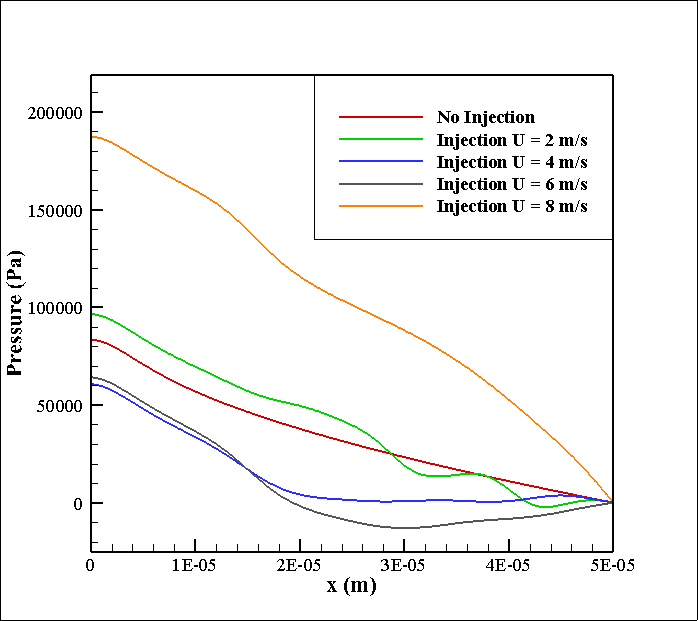 200000
150000
100000
50000
0
Pressure (Pa)
No Injection
Injection U = 2 m/s
Injection U = 4 m/s
Injection U = 6 m/s
Injection U = 8 m/s
0 1E-05 2E-05 3E-05 4E-05 5E-05
x (m)